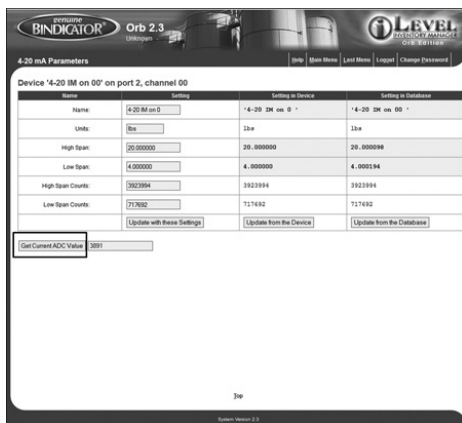 genuine
BINDICATOR® Orb 2.3
Unknown
iLEVEL
INVENTORY MANAGER
Orb Edition
4-20 mA Parameters
Help Main Menu Last Menu Logget Change Password
Device '4-20 IM on 00' on port 2, channel 00
Name Setting Setting in Device Setting in Database
Name: 4-20 IM on 0 '4-20 IM on 0 ' '4-20 IM on 00 '
Units: lbs lbs lbs
High Span: 20.000000 20.000000 20.000090
Low Span: 4.000000 4.000000 4.000194
High Span Counts: 3923994 3923994 3923994
Low Span Counts: 717692 717692 717692
Update with these Settings Update from the Device Update from the Database
Get Current ADC Value 3891
Top
System Version 2.3